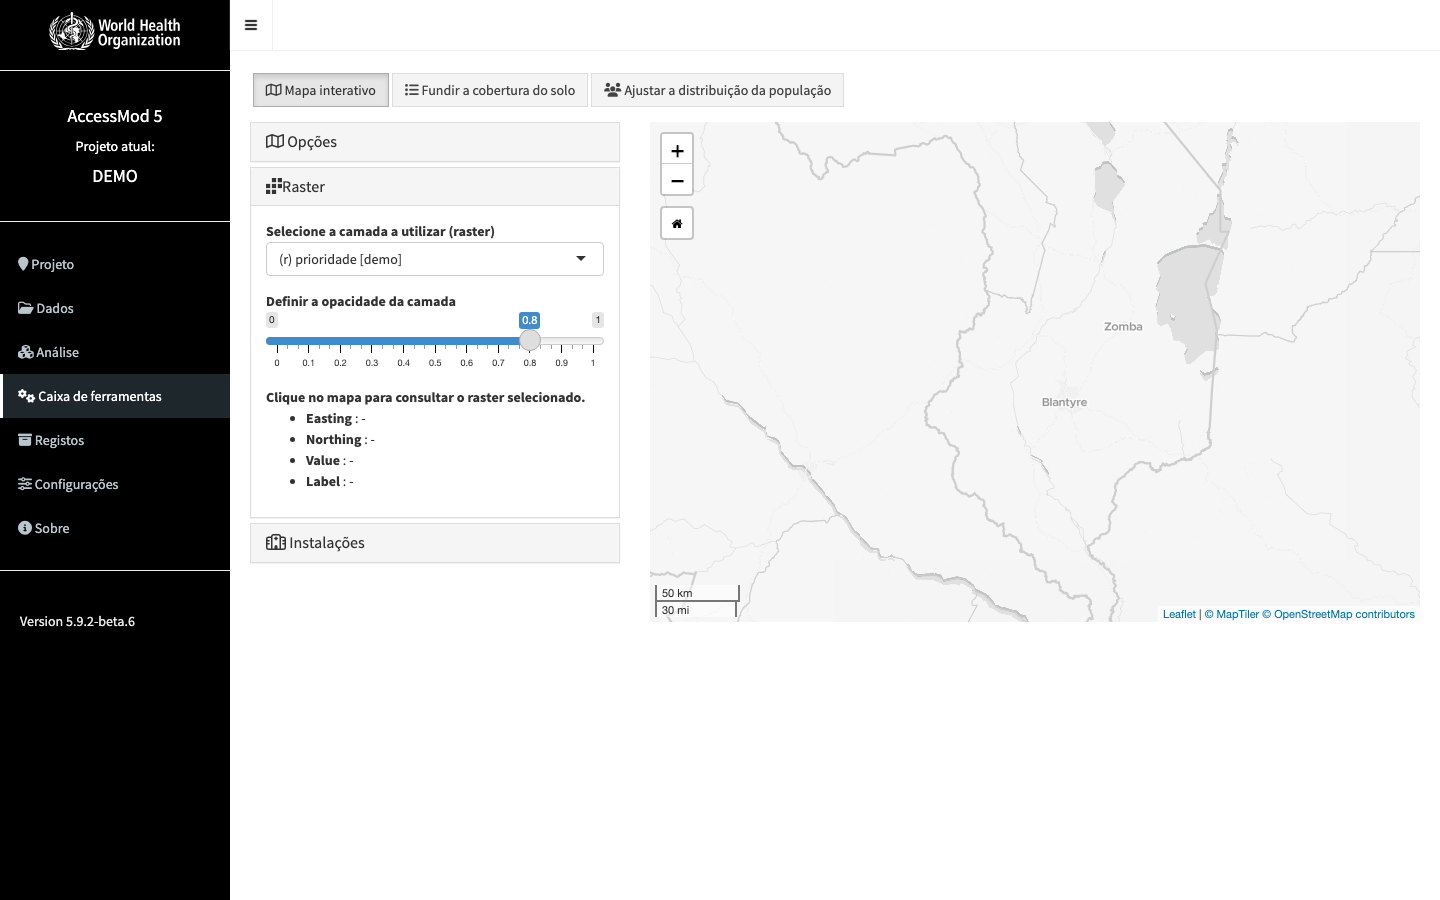 World Health
Organization
AccessMod 5
Projeto atual:
DEMO
Projeto
Dados
Análise
Caixa de ferramentas
Registos
Configurações
Sobre
Version 5.9.2-beta.6
Mapa interativo
Fundir a cobertura do solo
Ajustar a distribuição da população
Opções
Raster
Selecione a camada a utilizar (raster)
(r) prioridade [demo]
Definir a opacidade da camada
0 0.8 1
0 0.1 0.2 0.3 0.4 0.5 0.6 0.7 0.8 0.9 1
Clique no mapa para consultar o raster selecionado.
Easting : -
Northing : -
Value : -
Label : -
Instalações
+
−
Zomba
Blantyre
50 km
30 mi
Leaflet | © MapTiler © OpenStreetMap contributors